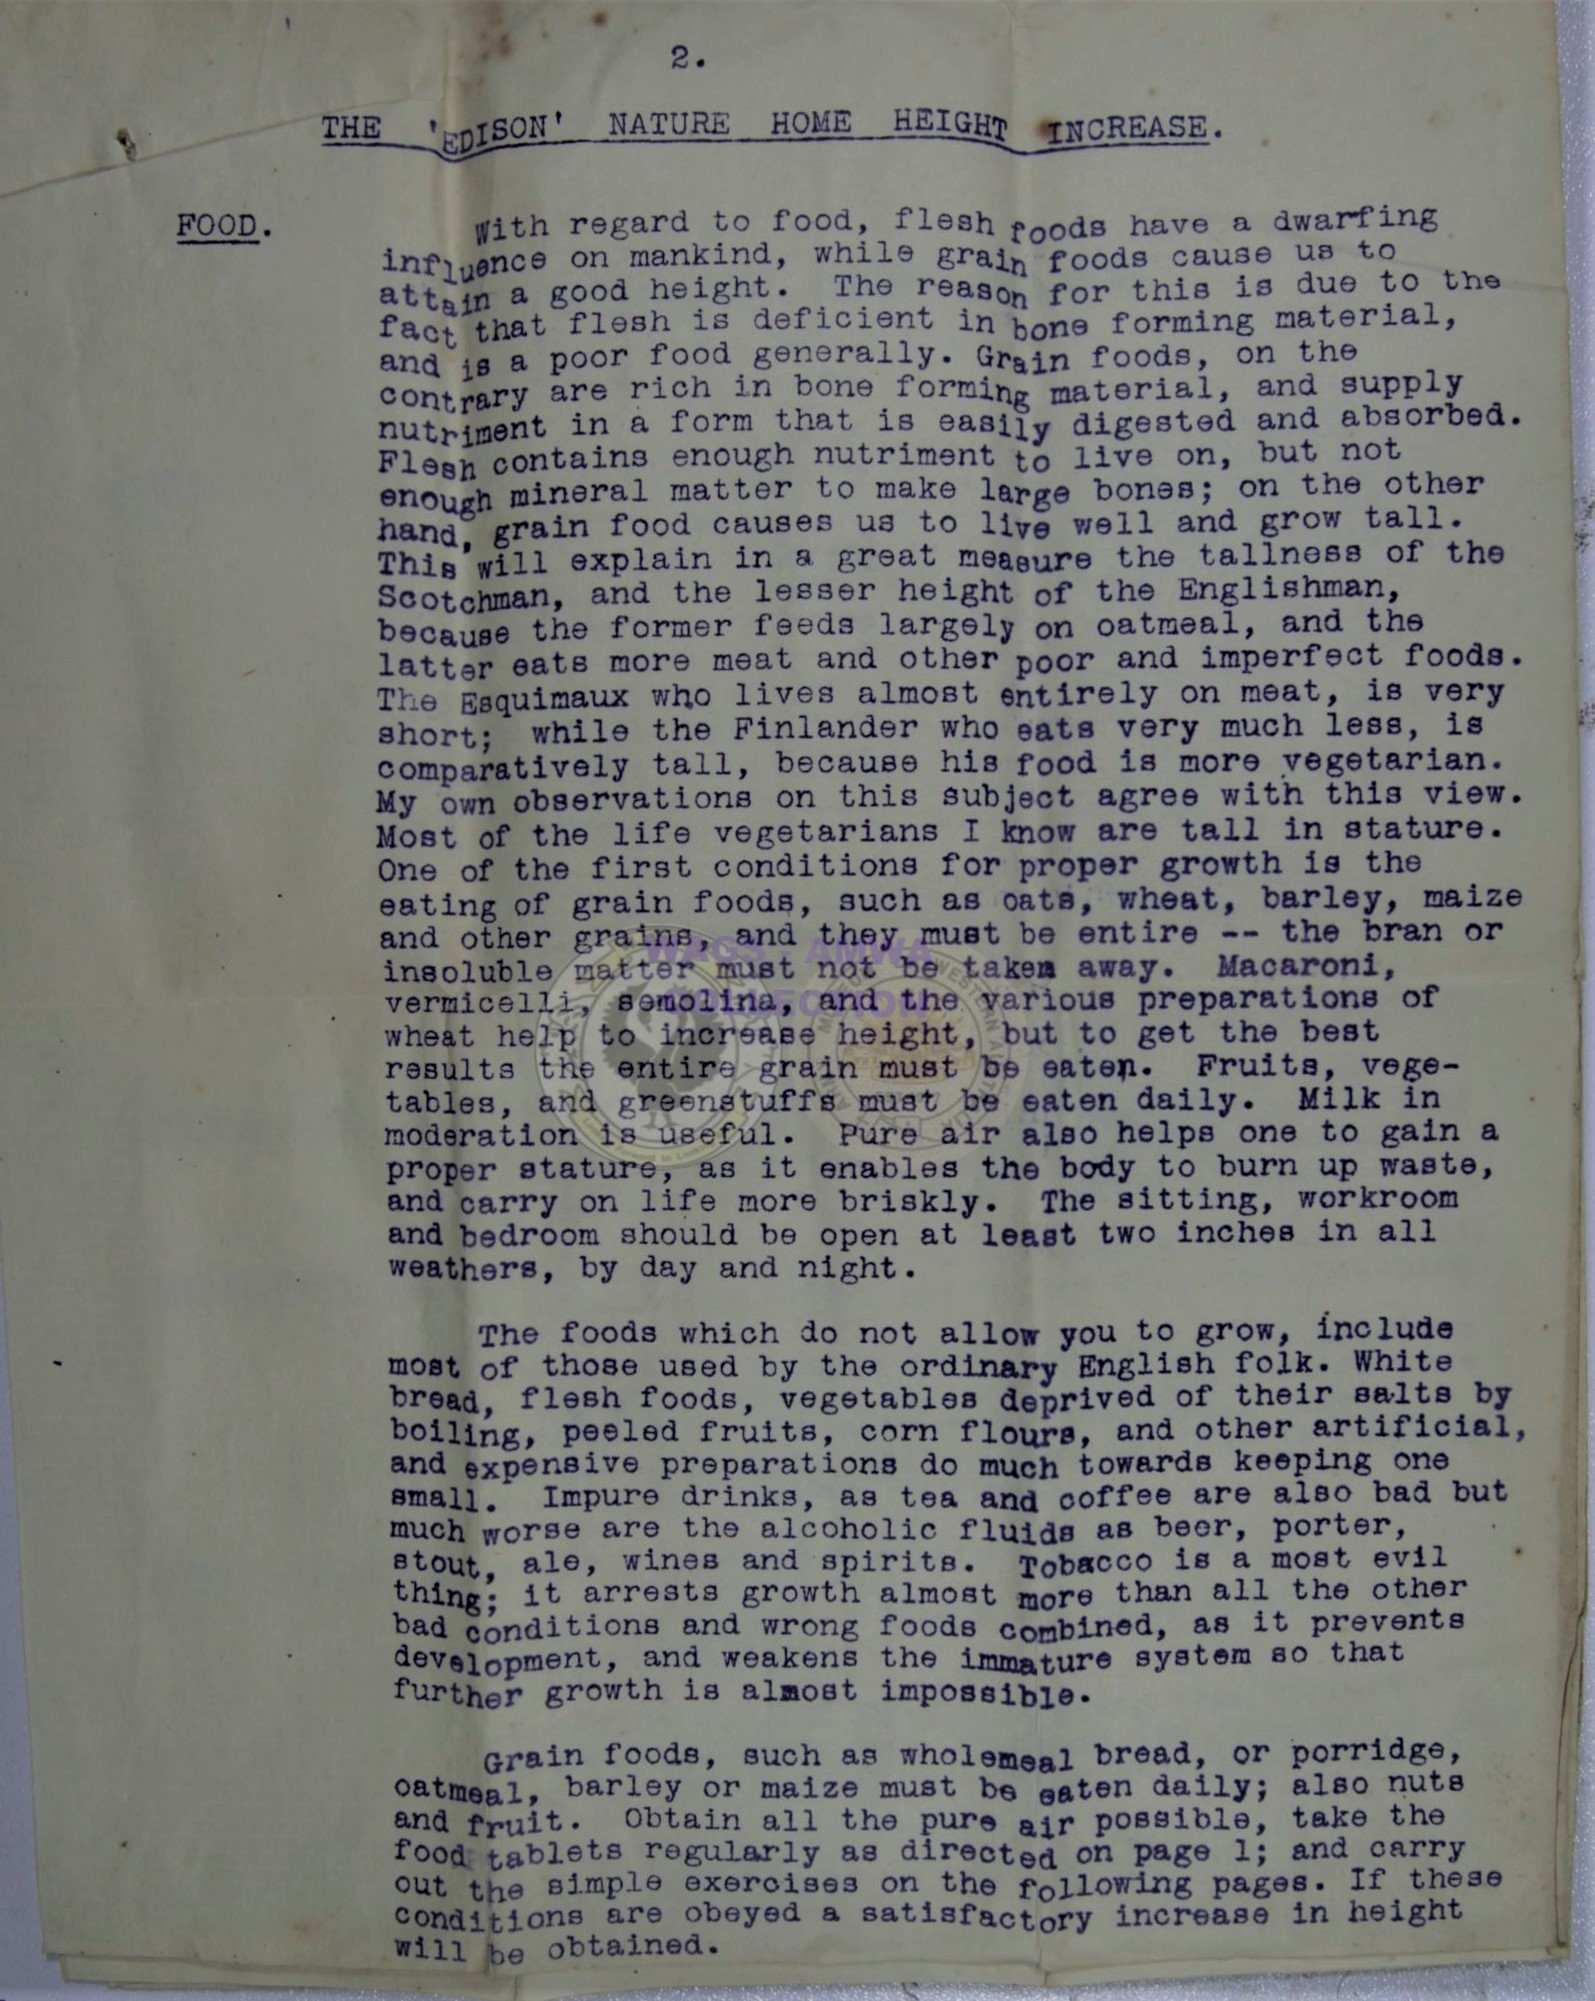 2.
THE 'EDISON' NATURE HOME HEIGHT INCREASE.
FOOD.
With regard to food, flesh foods have a dwarfing
influence on mankind, while grain foods cause us to
attain a good height. The reason for this is due to the
fact that flesh is deficient in bone forming material,
and is a poor food generally. Grain foods, on the
contrary are rich in bone forming material, and supply
nutriment in a form that is easily digested and absorbed.
Flesh contains enough nutriment to live on, but not
enough mineral matter to make large bones; on the other
hand, grain food causes us to live well and grow tall.
This will explain in a great measure the tallness of the
Scotchman, and the lesser height of the Englishman,
because the former feeds largely on oatmeal, and the
latter eats more meat and other poor and imperfect foods.
The Esquimaux who lives almost entirely on meat, is very
short; while the Finlander who eats very much less, is
comparatively tall, because his food is more vegetarian.
My own observations on this subject agree with this view.
Most of the life vegetarians I know are tall in stature.
One of the first conditions for proper growth is the
eating of grain foods, such as oats, wheat, barley, maize
and other grains, and they must be entire -- the bran or
insoluble matter must not be taken away. Macaroni,
vermicelli, semolina, and the various preparations of
wheat help to increase height, but to get the best
results the entire grain must be eaten. Fruits, vege-
tables, and greenstuffs must be eaten daily. Milk in
moderation is useful. Pure air also helps one to gain a
proper stature, as it enables the body to burn up waste,
and carry on life more briskly. The sitting, workroom
and bedroom should be open at least two inches in all
weathers, by day and night.
The foods which do not allow you to grow, include
most of those used by the ordinary English folk. White
bread, flesh foods, vegetables deprived of their salts by
boiling, peeled fruits, corn flours, and other artificial,
and expensive preparations do much towards keeping one
small. Impure drinks, as tea and coffee are also bad but
much worse are the alcoholic fluids as beer, porter,
stout, ale, wines and spirits. Tobacco is a most evil
thing; it arrests growth almost more than all the other
bad conditions and wrong foods combined, as it prevents
development, and weakens the immature system so that
further growth is almost impossible.
Grain foods, such as wholemeal bread, or porridge,
oatmeal, barley or maize must be eaten daily; also nuts
and fruit. Obtain all the pure air possible, take the
food tablets regularly as directed on page 1; and carry
out the simple exercises on the following pages. If these
conditions are obeyed a satisfactory increase in height
will be obtained.
WAGS - AMWA
COLLECTION